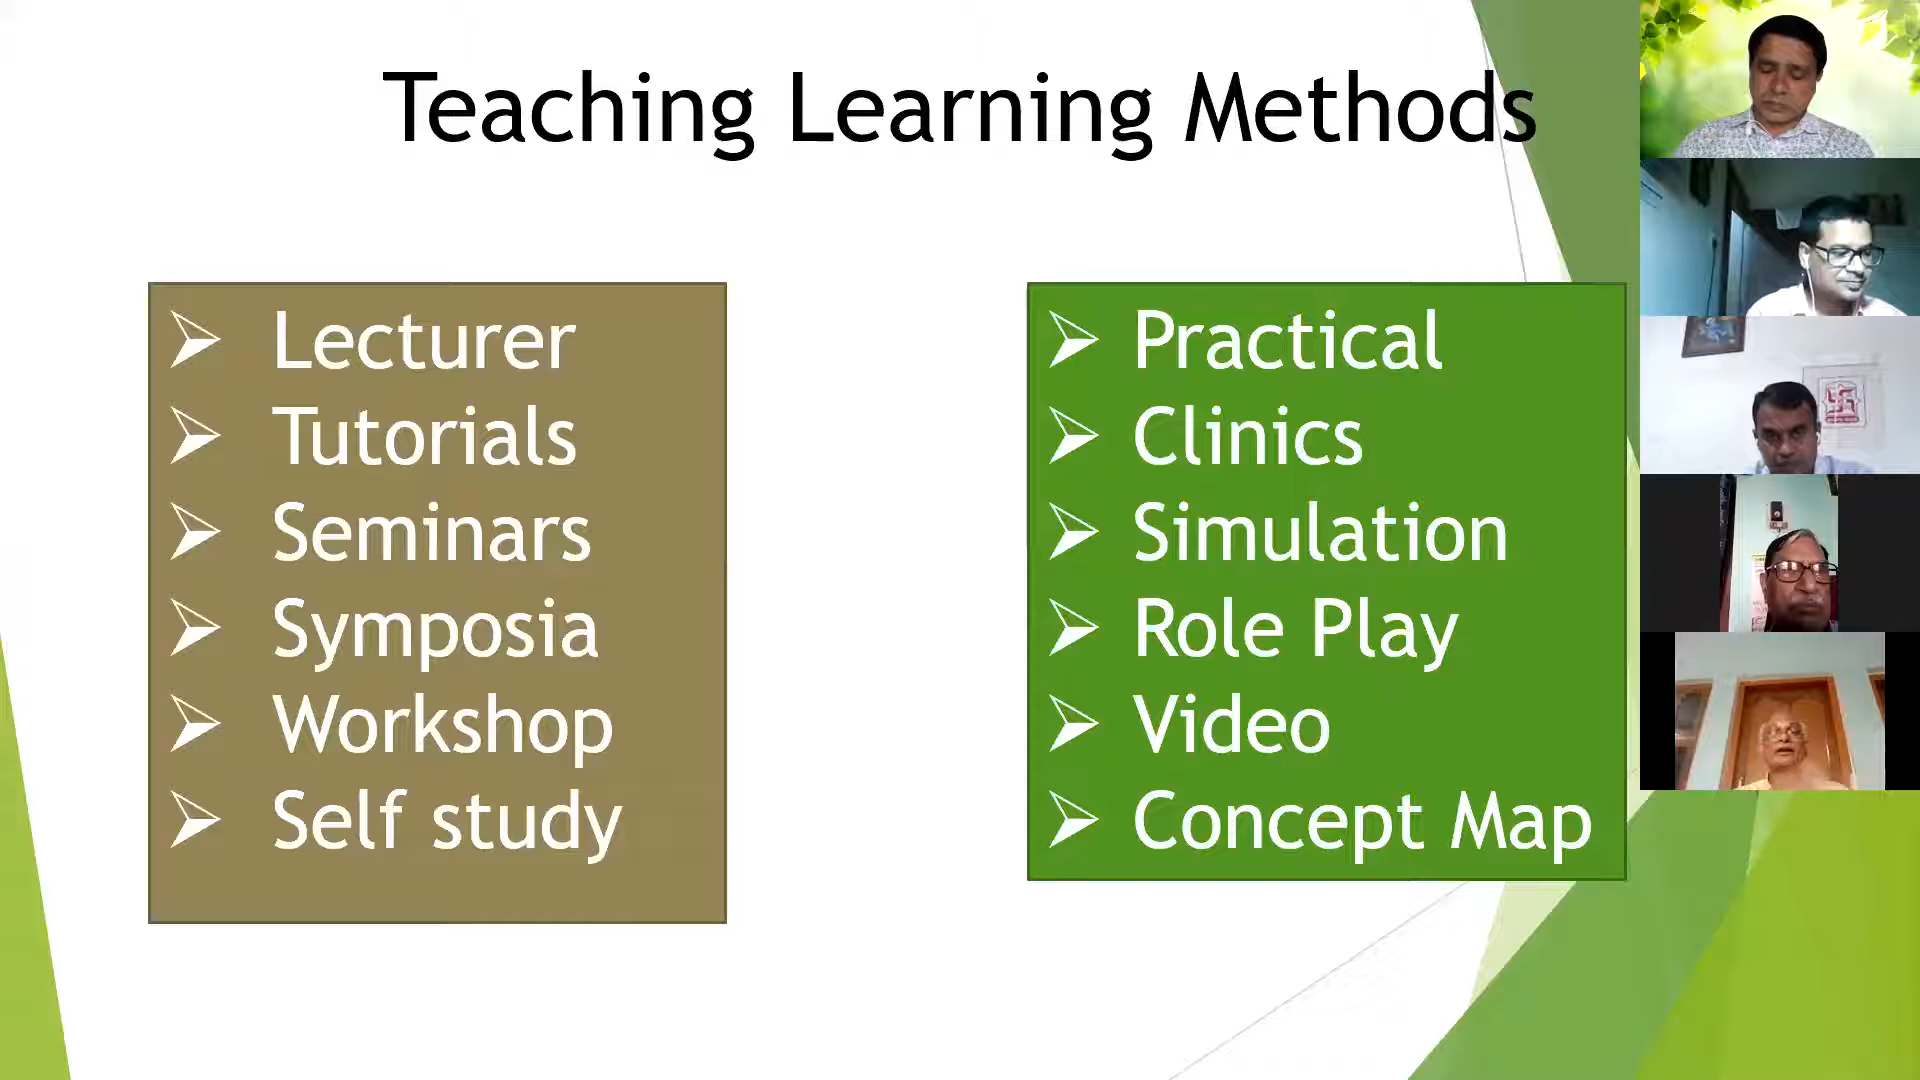 Teaching Learning Methods
Lecturer
Tutorials
Seminars
Symposia
Workshop
Self study
Practical
Clinics
Simulation
Role Play
Video
Concept Map